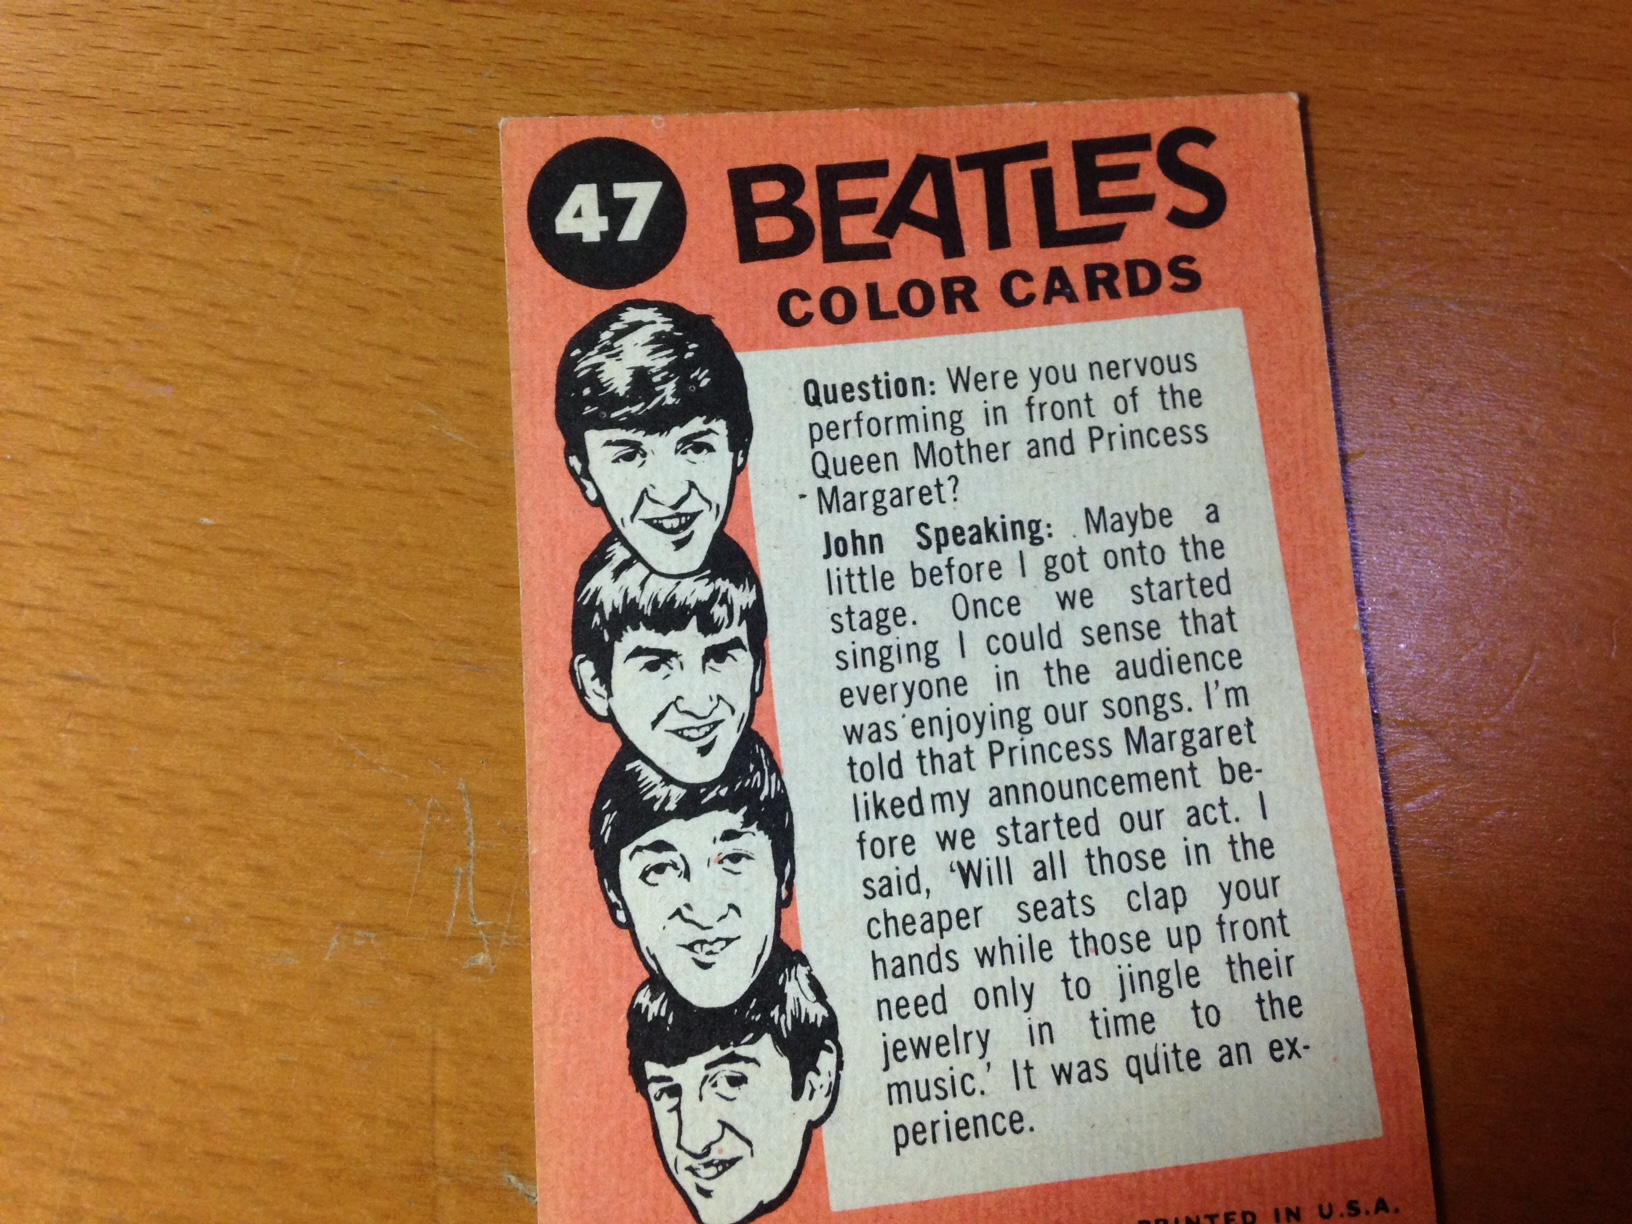 47
BEATLES
COLOR CARDS
Question: Were you nervous
performing in front of the
Queen Mother and Princess
Margaret?
John Speaking: Maybe a
little before I got onto the
stage. Once we started
singing I could sense that
everyone in the audience
was enjoying our songs. I'm
told that Princess Margaret
liked my announcement be-
fore we started our act. I
said, 'Will all those in the
cheaper seats clap your
hands while those up front
need only to jingle their
jewelry in time to the
music.' It was quite an ex-
perience.
PRINTED IN U.S.A.